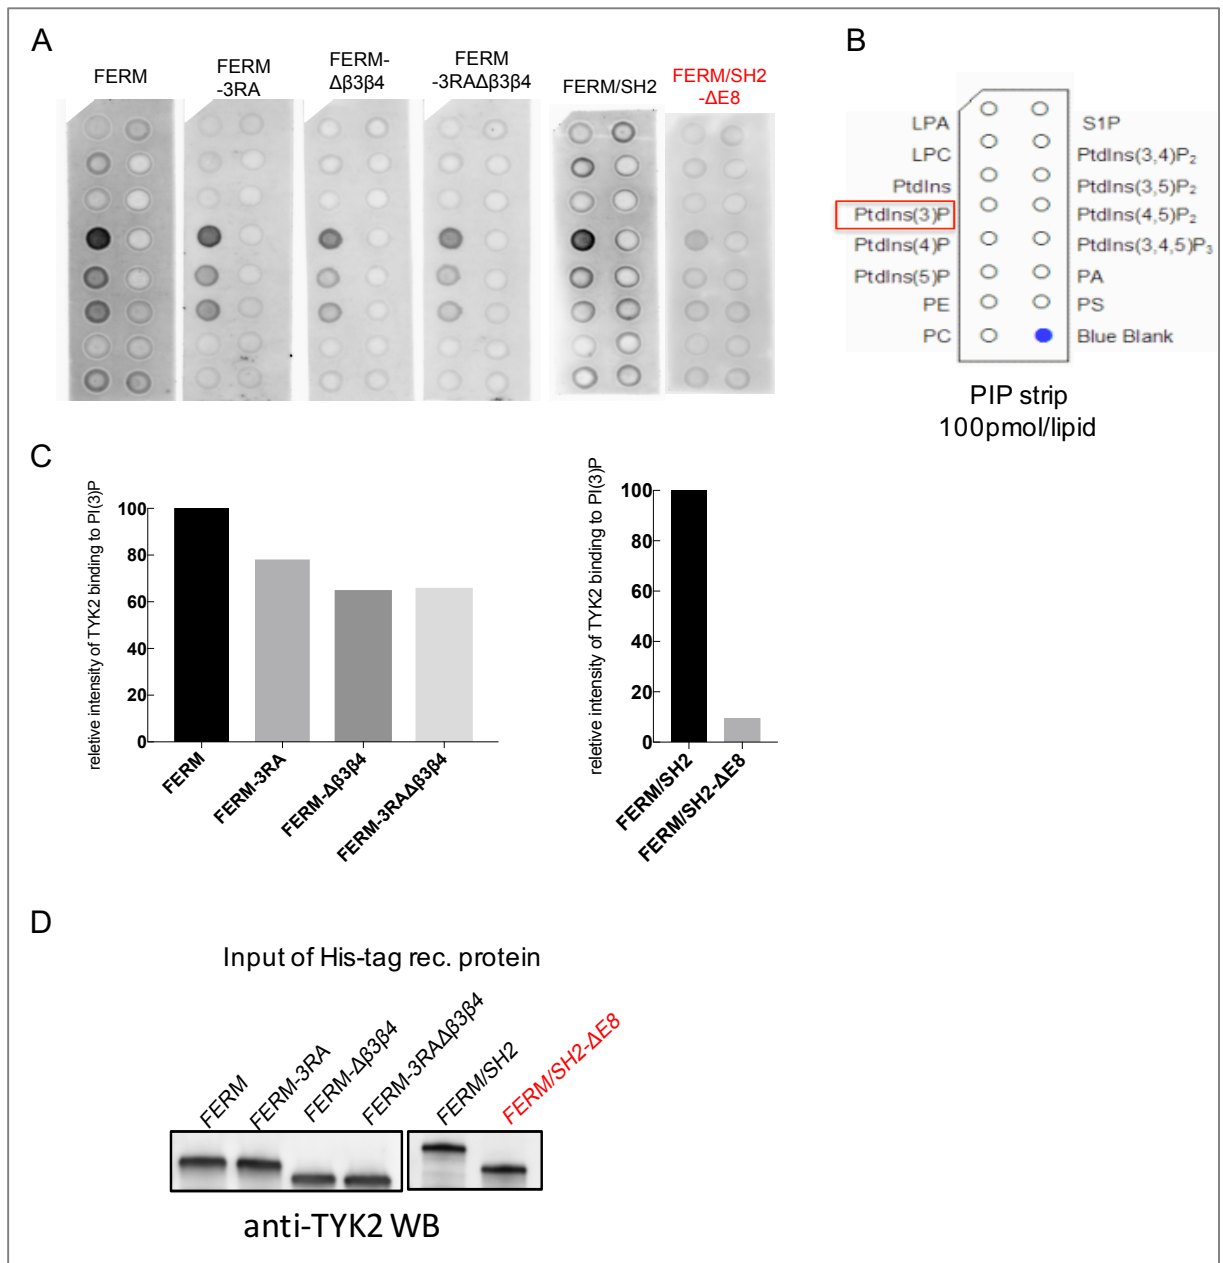 A
B
FERM
FERM
-3RA
FERM-
Δβ3β4
FERM
-3RAΔβ3β4
FERM/SH2
FERM/SH2
-ΔE8
LPA
LPC
PtdIns
PtdIns(3)P
PtdIns(4)P
PtdIns(5)P
PE
PC
S1P
PtdIns(3,4)P₂
PtdIns(3,5)P₂
PtdIns(4,5)P₂
PtdIns(3,4,5)P₃
PA
PS
Blue Blank
PIP strip
100pmol/lipid
C
reletive intensity of TYK2 binding to PI(3)P
100
80
60
40
20
0
FERM
FERM-3RA
FERM-Δβ3β4
FERM-3RAΔβ3β4
reletive intensity of TYK2 binding to PI(3)P
100
80
60
40
20
0
FERM/SH2
FERM/SH2-ΔE8
D
Input of His-tag rec. protein
FERM
FERM-3RA
FERM-Δβ3β4
FERM-3RAΔβ3β4
FERM/SH2
FERM/SH2-ΔE8
anti-TYK2 WB